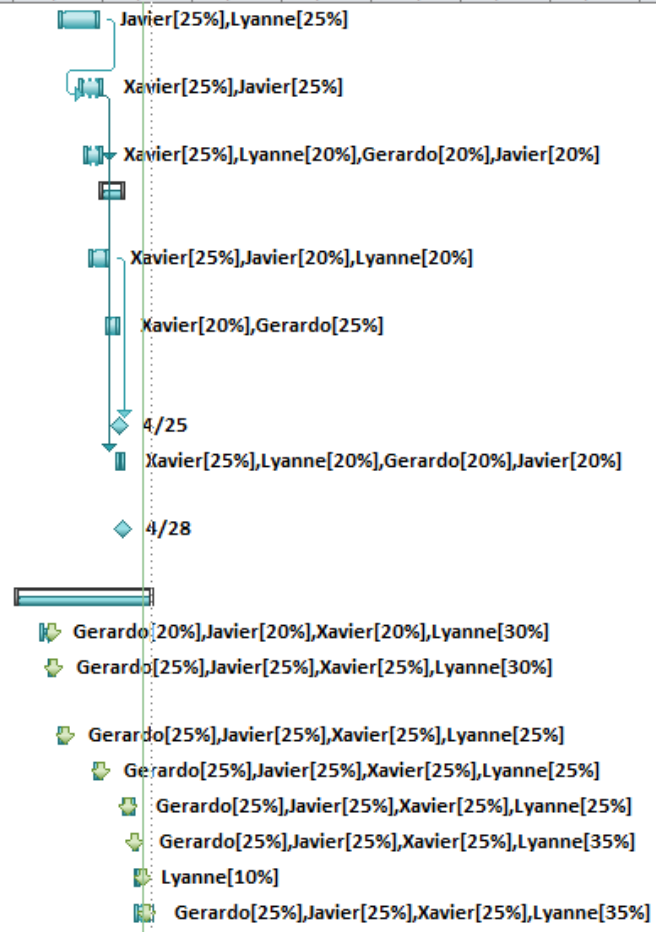 Javier[25%],Lyanne[25%]
Xavier[25%],Javier[25%]
Xavier[25%],Lyanne[20%],Gerardo[20%],Javier[20%]
Xavier[25%],Javier[20%],Lyanne[20%]
Xavier[20%],Gerardo[25%]
4/25
Xavier[25%],Lyanne[20%],Gerardo[20%],Javier[20%]
4/28
Gerardo[20%],Javier[20%],Xavier[20%],Lyanne[30%]
Gerardo[25%],Javier[25%],Xavier[25%],Lyanne[30%]
Gerardo[25%],Javier[25%],Xavier[25%],Lyanne[25%]
Gerardo[25%],Javier[25%],Xavier[25%],Lyanne[25%]
Gerardo[25%],Javier[25%],Xavier[25%],Lyanne[25%]
Gerardo[25%],Javier[25%],Xavier[25%],Lyanne[35%]
Lyanne[10%]
Gerardo[25%],Javier[25%],Xavier[25%],Lyanne[35%]